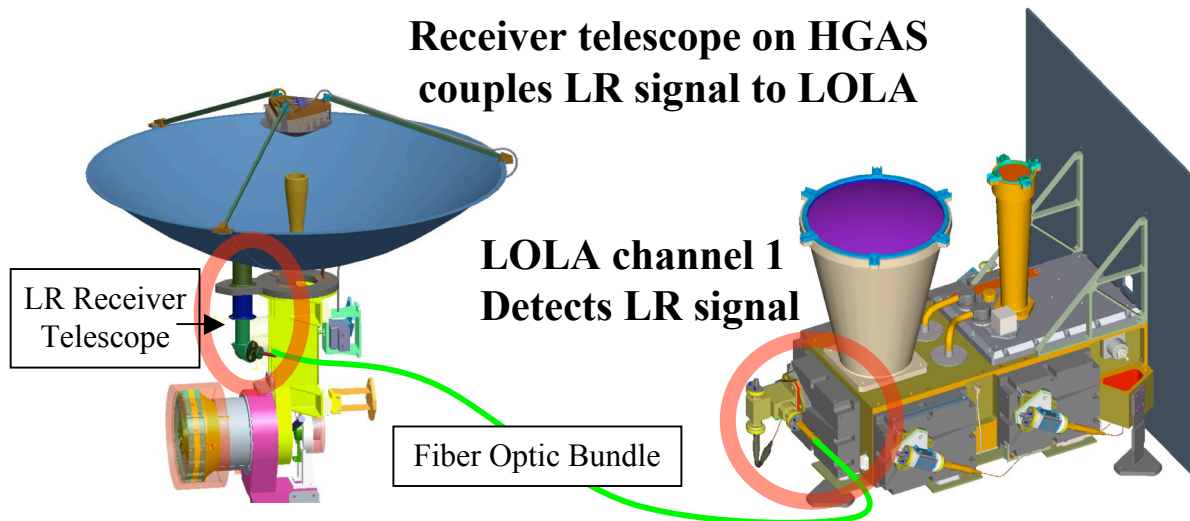 Receiver telescope on HGAS
couples LR signal to LOLA
LOLA channel 1
Detects LR signal
LR Receiver
Telescope
Fiber Optic Bundle